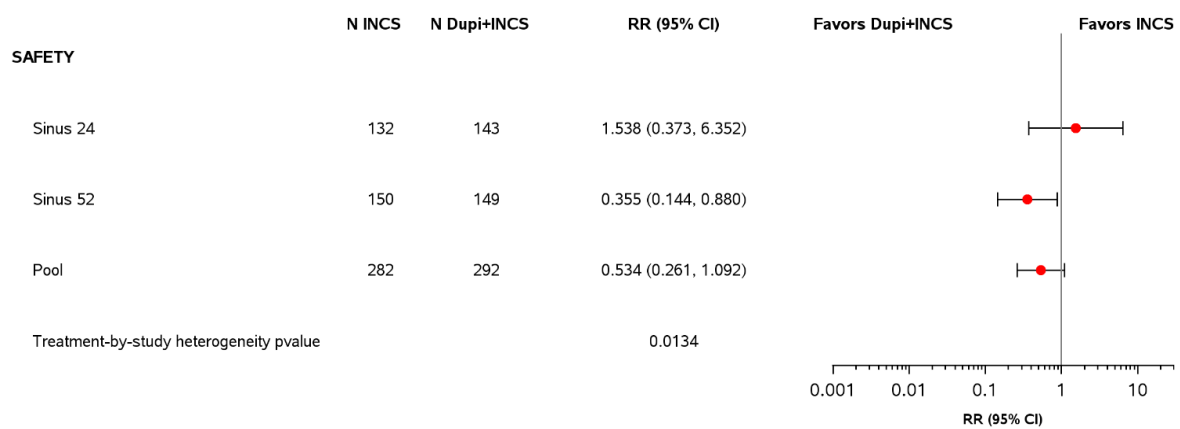 N INCS N Dupi+INCS RR (95% CI) Favors Dupi+INCS Favors INCS
SAFETY
Sinus 24 132 143 1.538 (0.373, 6.352)
Sinus 52 150 149 0.355 (0.144, 0.880)
Pool 282 292 0.534 (0.261, 1.092)
Treatment-by-study heterogeneity pvalue 0.0134
0.001 0.01 0.1 1 10
RR (95% CI)